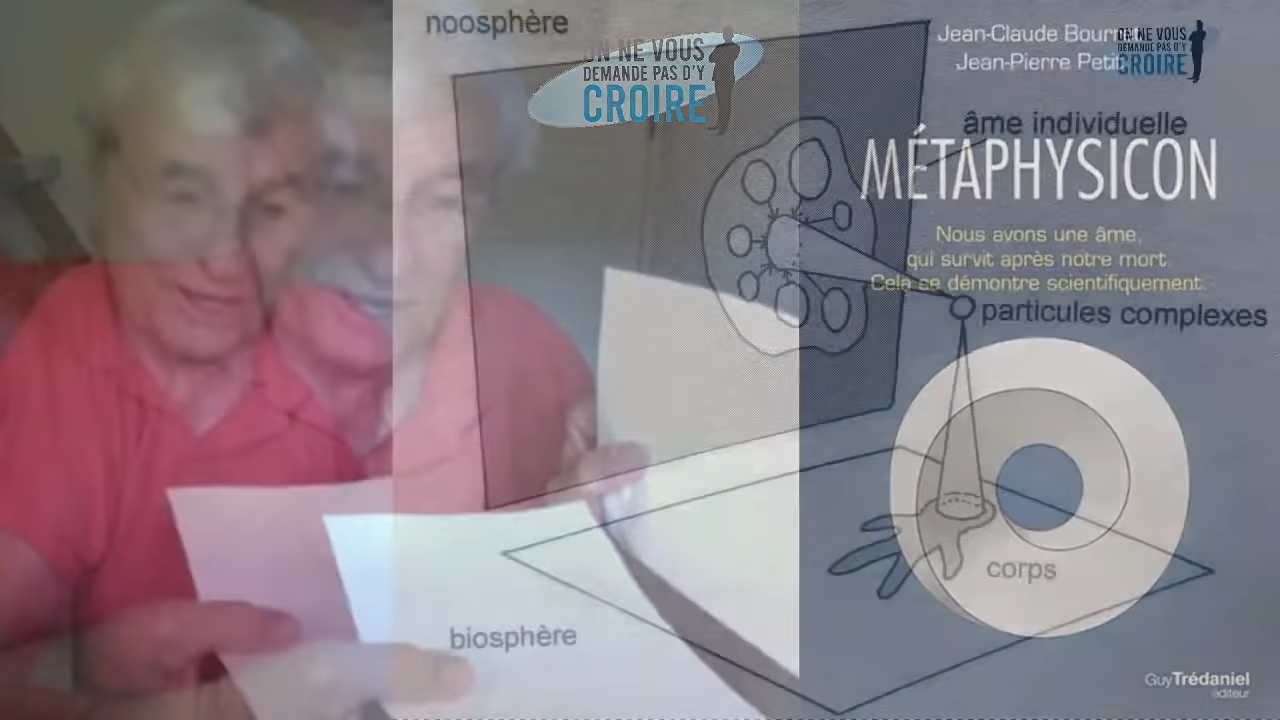 noosphère
ON NE VOUS
DEMANDE PAS D'Y
CROIRE
Jean-Claude
Jean-Pierre Petit
ON NE VOUS
DEMANDE PAS D'Y
CROIRE
âme individuelle
MÉTAPHYSICON
Nous avons une âme,
qui survit après notre mort.
Cela se démontre scientifiquement.
particules complexes
corps
biosphère
GuyTrédaniel
éditeur